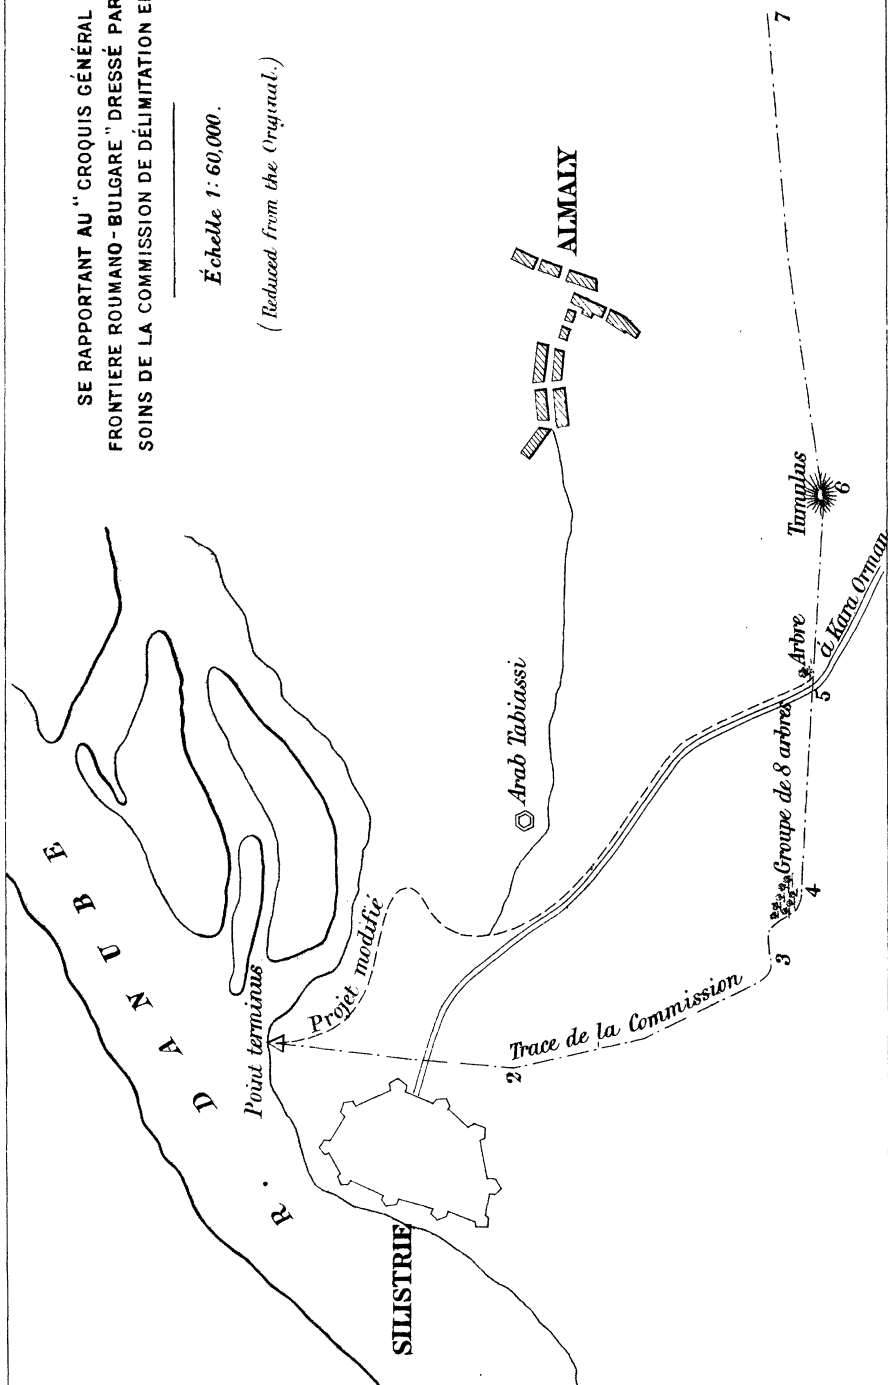 SE RAPPORTANT AU "CROQUIS GÉNÉRAL
FRONTIERE ROUMANO-BULGARE" DRESSÉ PAR
SOINS DE LA COMMISSION DE DÉLIMITATION
Échelle 1:60,000.
(Reduced from the Original.)
R. DANUBE
Point terminus
Projet modifié
SILISTRIE
Arab Tabiassi
ALMALY
Trace de la Commission
2
3
4
Groupe de 8 arbres
5
Arbre
á Kara Orman
Tumulus
6
7